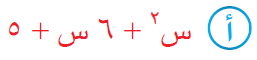 أ س٢ + ٦ س + ٥